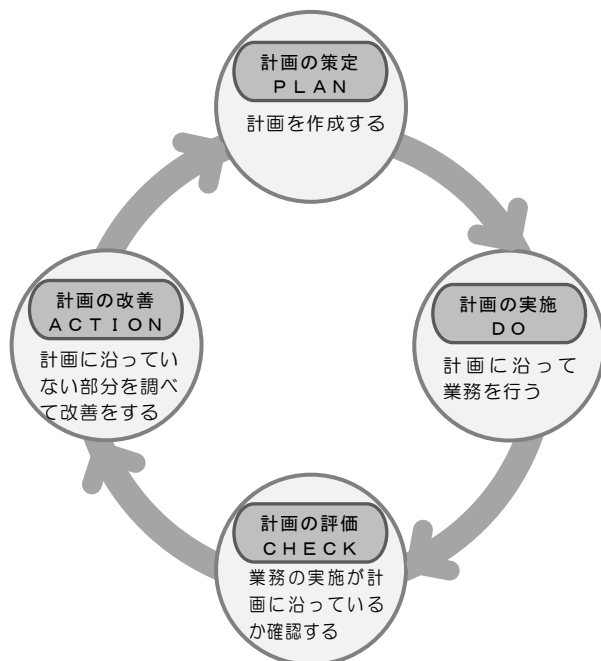 計画の策定
ＰＬＡＮ
計画を作成する
計画の実施
ＤＯ
計画に沿って
業務を行う
計画の評価
ＣＨＥＣＫ
業務の実施が計
画に沿っている
か確認する
計画の改善
ＡＣＴＩＯＮ
計画に沿ってい
ない部分を調べ
て改善をする